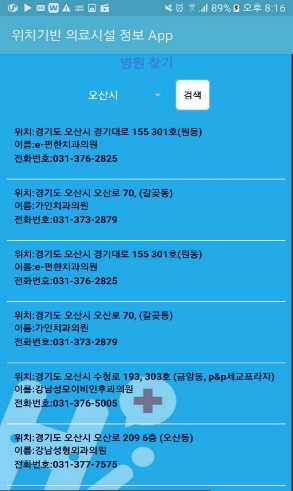 89% 오후 8:16
위치기반 의료시설 정보 App
병원 찾기
오산시
검색
위치:경기도 오산시 경기대로 155 301호(원동)
이름:e-편한치과의원
전화번호:031-376-2825
위치:경기도 오산시 오산로 70, (갈곶동)
이름:가인치과의원
전화번호:031-373-2879
위치:경기도 오산시 경기대로 155 301호(원동)
이름:e-편한치과의원
전화번호:031-376-2825
위치:경기도 오산시 오산로 70, (갈곶동)
이름:가인치과의원
전화번호:031-373-2879
위치:경기도 오산시 수청로 193, 303호 (금암동, p&p세교프라자)
이름:강남성모이비인후과의원
전화번호:031-376-5005
위치:경기도 오산시 오산로 209 6층 (오산동)
이름:강남성형외과의원
전화번호:031-377-7575